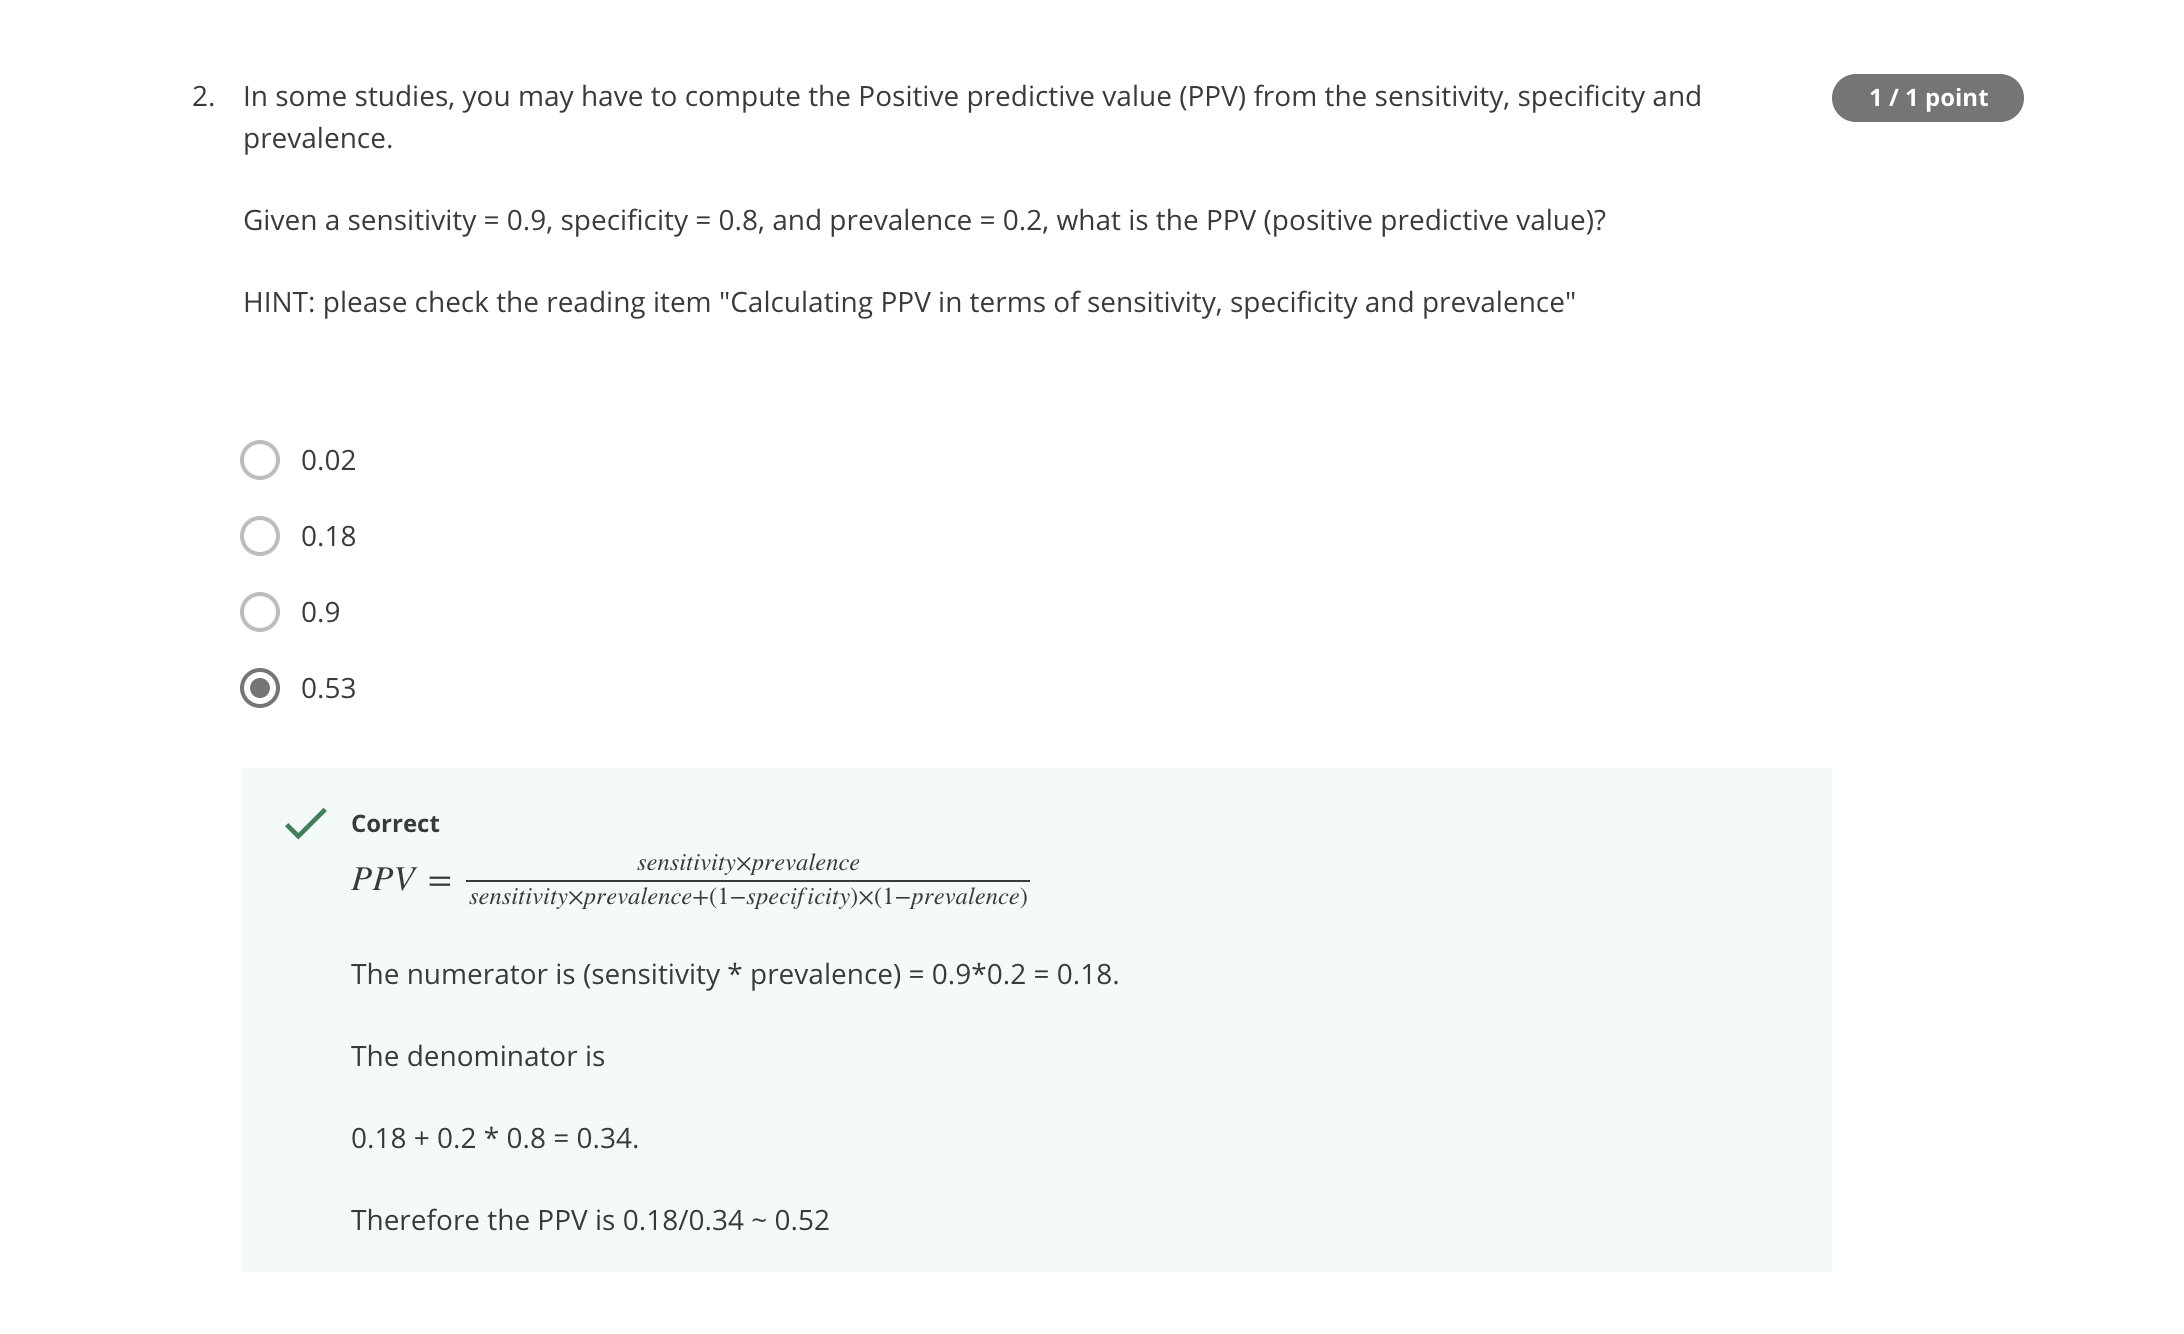 2. In some studies, you may have to compute the Positive predictive value (PPV) from the sensitivity, specificity and
prevalence.
1 / 1 point
Given a sensitivity = 0.9, specificity = 0.8, and prevalence = 0.2, what is the PPV (positive predictive value)?
HINT: please check the reading item "Calculating PPV in terms of sensitivity, specificity and prevalence"
0.02
0.18
0.9
0.53
Correct
PPV = sensitivity×prevalence / sensitivity×prevalence+(1−specificity)×(1−prevalence)
The numerator is (sensitivity * prevalence) = 0.9*0.2 = 0.18.
The denominator is
0.18 + 0.2 * 0.8 = 0.34.
Therefore the PPV is 0.18/0.34 ~ 0.52